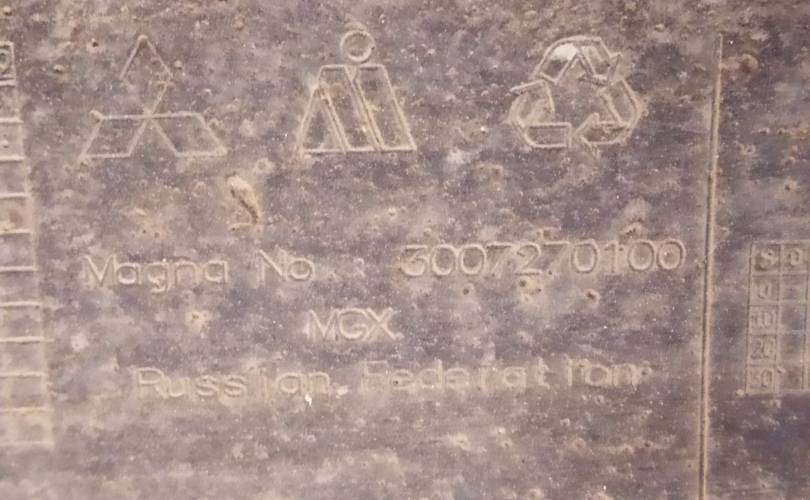 Magna No : 3007270100
MGX
Russian Federation